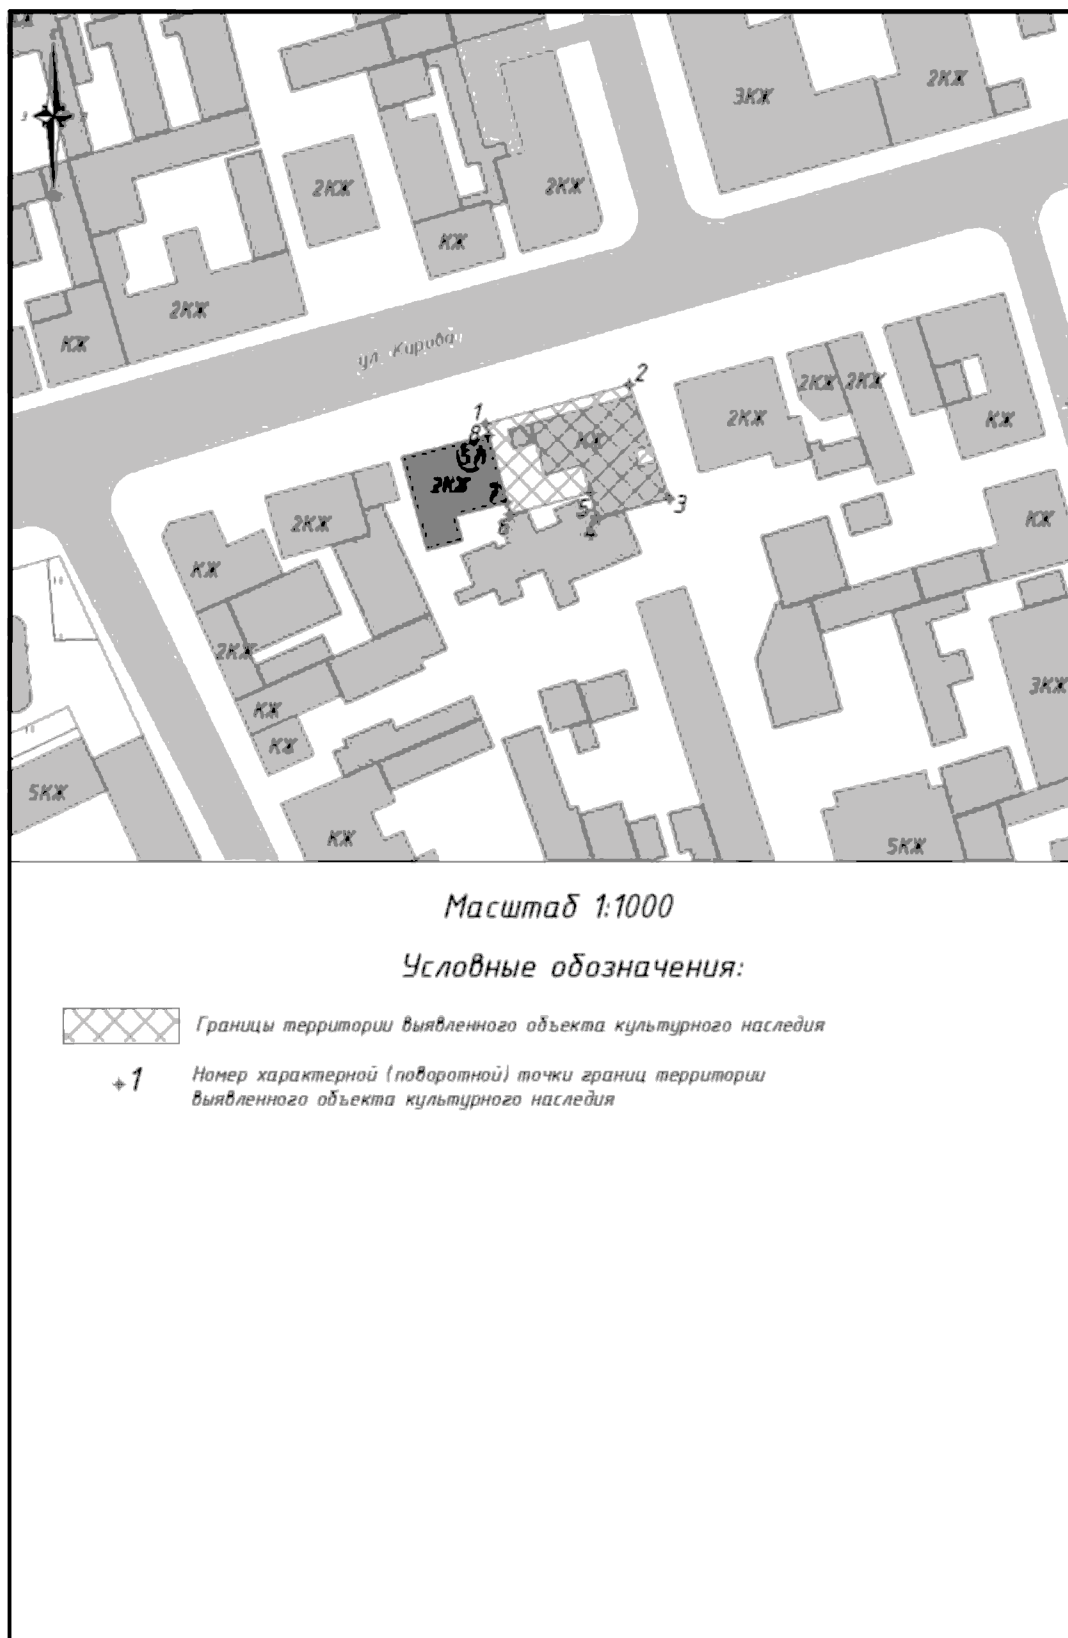 3КЖ
2КЖ
2КЖ
2КЖ
КЖ
2КЖ
КЖ
ул. Кирова
2
1
8
2КЖ
2КЖ
2КЖ
КЖ
КЖ
2КЖ
7
5
3
6
4
2КЖ
КЖ
КЖ
2КЖ
3КЖ
КЖ
КЖ
5КЖ
КЖ
5КЖ
Масштаб 1:1000
Условные обозначения:
Границы территории выявленного объекта культурного наследия
1
Номер характерной (поворотной) точки границ территории
выявленного объекта культурного наследия